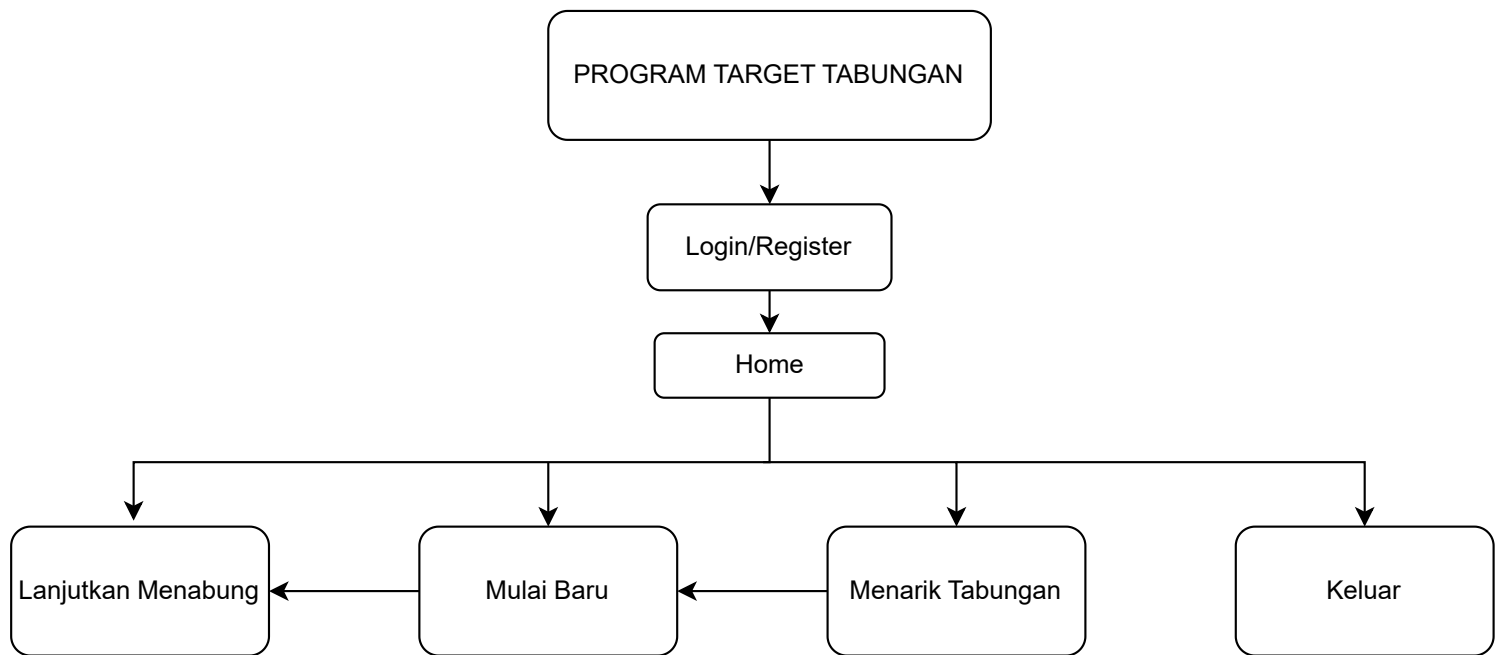 PROGRAM TARGET TABUNGAN
Login/Register
Home
Lanjutkan Menabung
Mulai Baru
Menarik Tabungan
Keluar